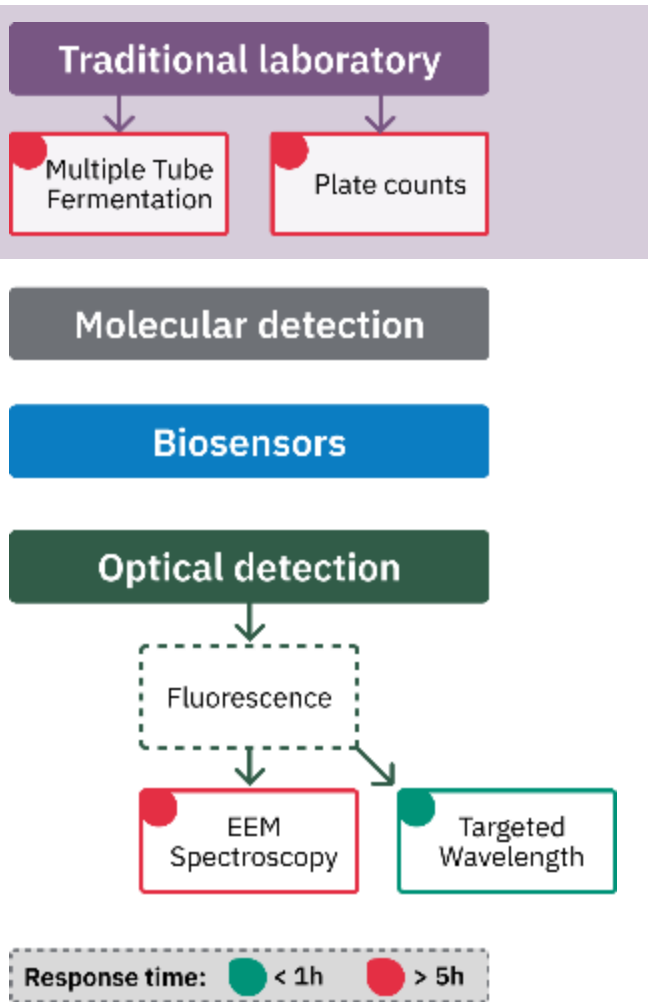 Traditional laboratory
Multiple Tube
Fermentation
Plate counts
Molecular detection
Biosensors
Optical detection
Fluorescence
EEM
Spectroscopy
Targeted
Wavelength
Response time: < 1h > 5h